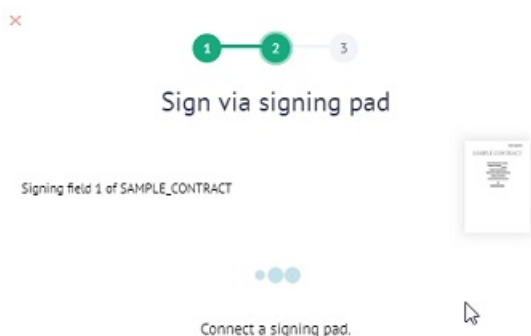 1 2 3
Sign via signing pad
SAMPLE CONTRACT
Signing field 1 of SAMPLE_CONTRACT
Connect a signing pad.